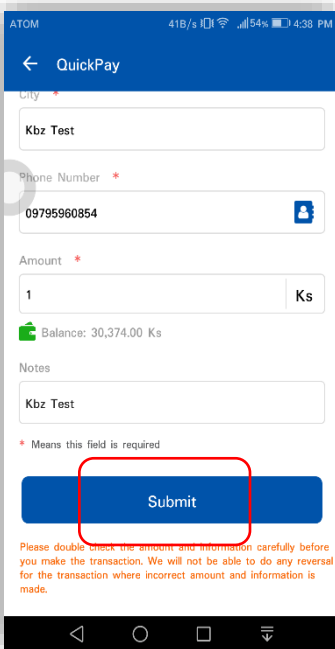 ATOM 41B/s 54% 4:38 PM
QuickPay
City *
Kbz Test
Phone Number *
09795960854
Amount *
1 Ks
Balance: 30,374.00 Ks
Notes
Kbz Test
* Means this field is required
Submit
Please double check the amount and information carefully before
you make the transaction. We will not be able to do any reversal
for the transaction where incorrect amount and information is
made.